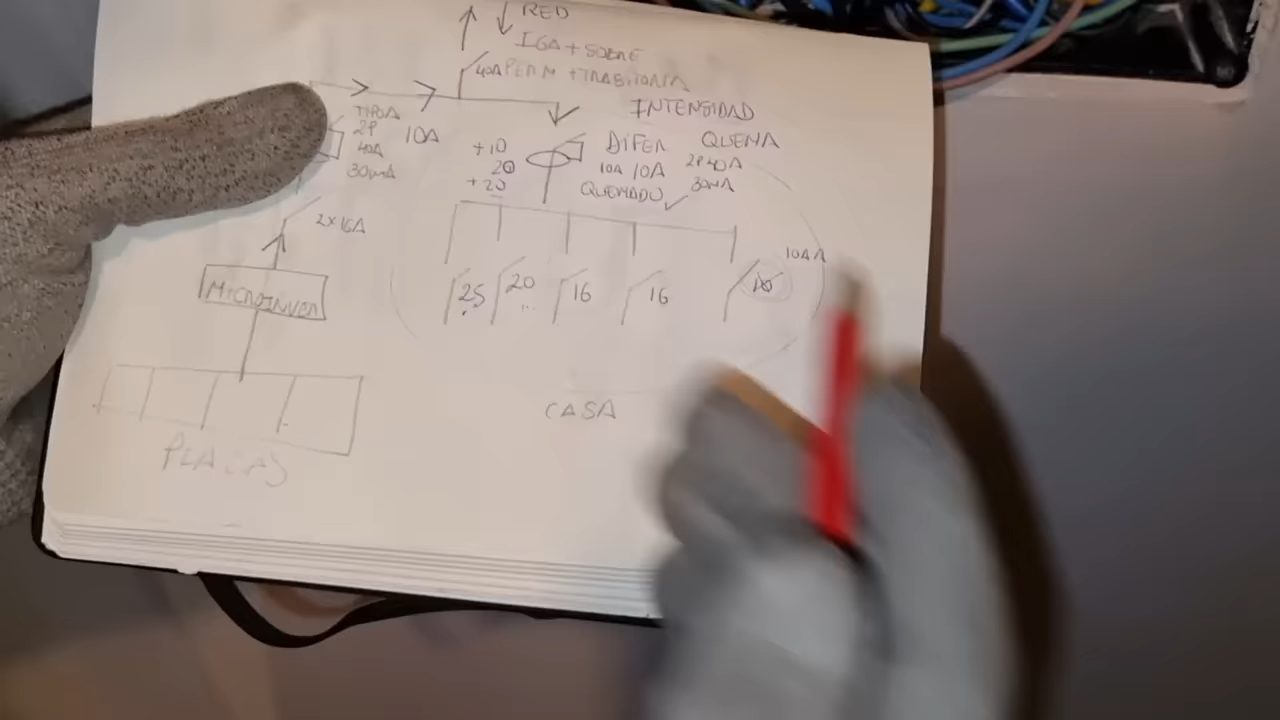 RED
IGA + SOBRE
40A PERM + TRANSITORIA
INTENSIDAD
TIPO A
2P
40A
30mA
10A
+10
20
+20
DIFER QUEMA
10A 10A 2P 40A
QUEMADO 30mA
2x16A
MICROINVER
25
20
16
16
10
10A
CASA
PLACAS